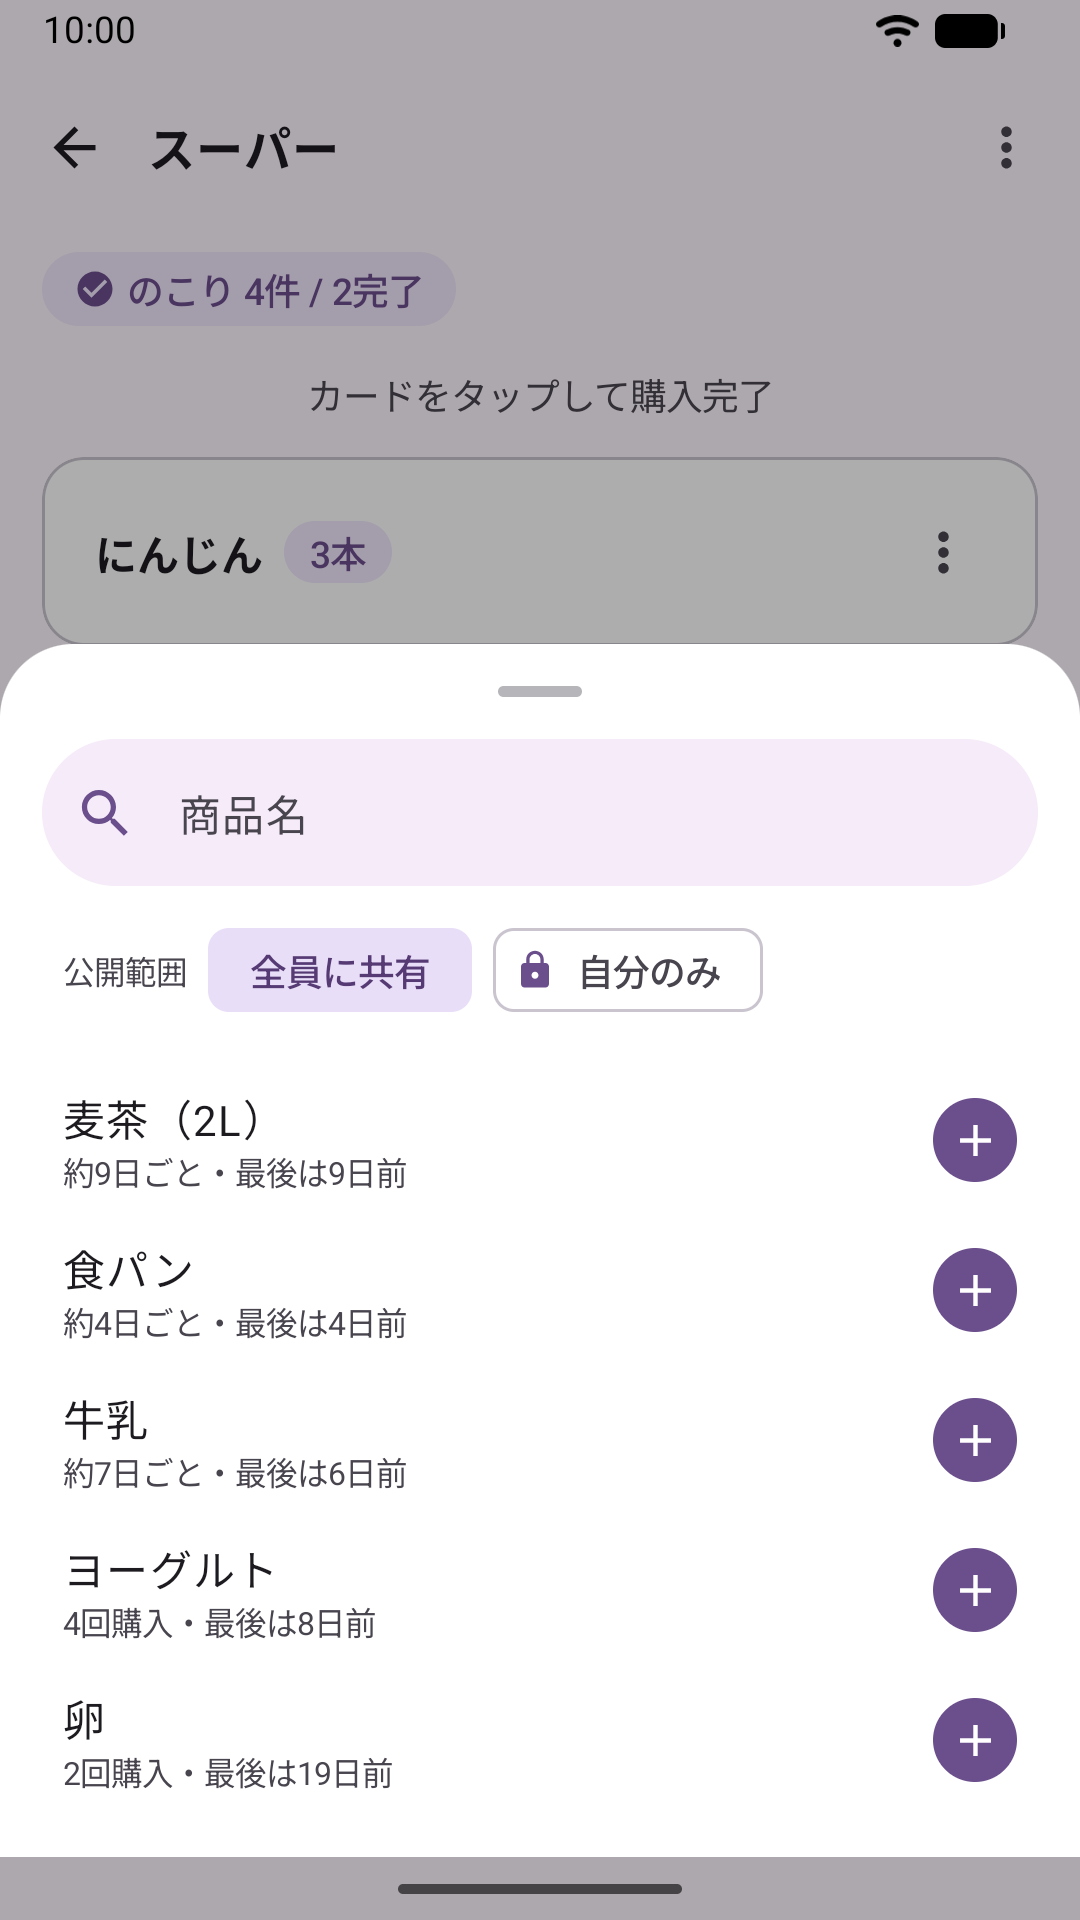 10:00
スーパー
のこり 4件 / 2完了
カードをタップして購入完了
にんじん 3本
商品名
公開範囲 全員に共有 自分のみ
麦茶（2L）
約9日ごと・最後は9日前
食パン
約4日ごと・最後は4日前
牛乳
約7日ごと・最後は6日前
ヨーグルト
4回購入・最後は8日前
卵
2回購入・最後は19日前